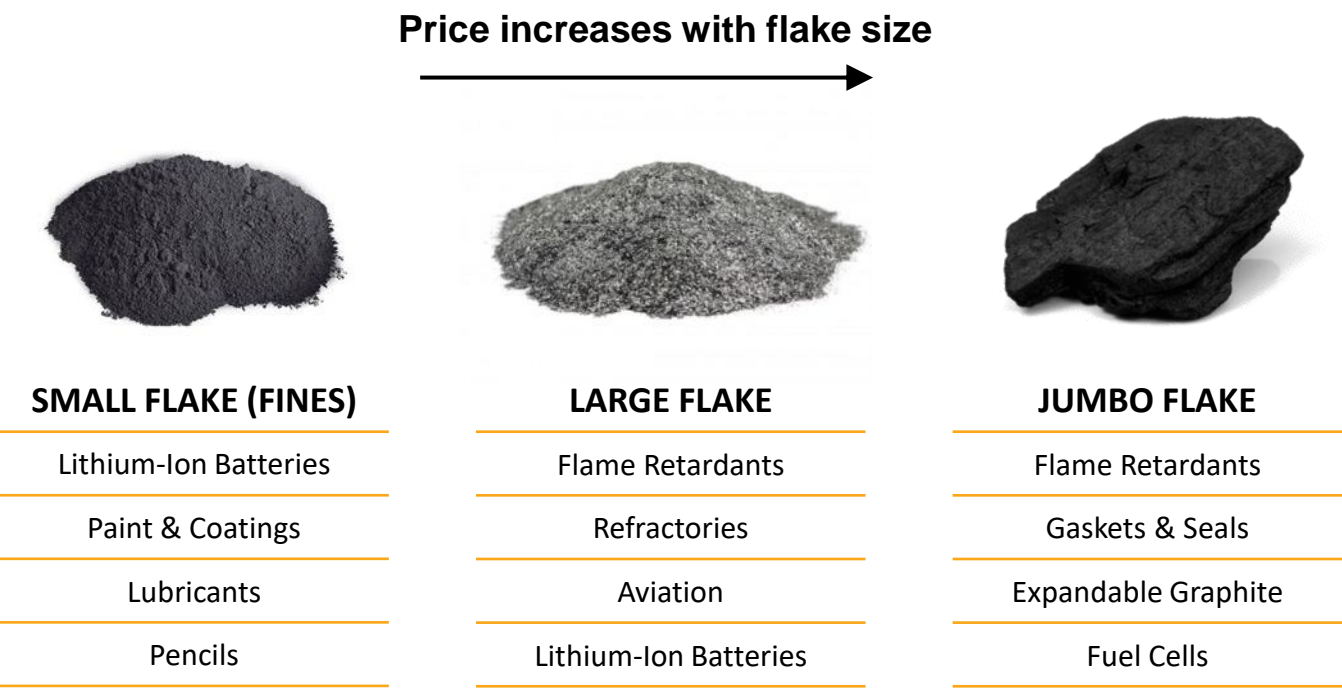 Price increases with flake size
SMALL FLAKE (FINES)
Lithium-Ion Batteries
Paint & Coatings
Lubricants
Pencils
LARGE FLAKE
Flame Retardants
Refractories
Aviation
Lithium-Ion Batteries
JUMBO FLAKE
Flame Retardants
Gaskets & Seals
Expandable Graphite
Fuel Cells